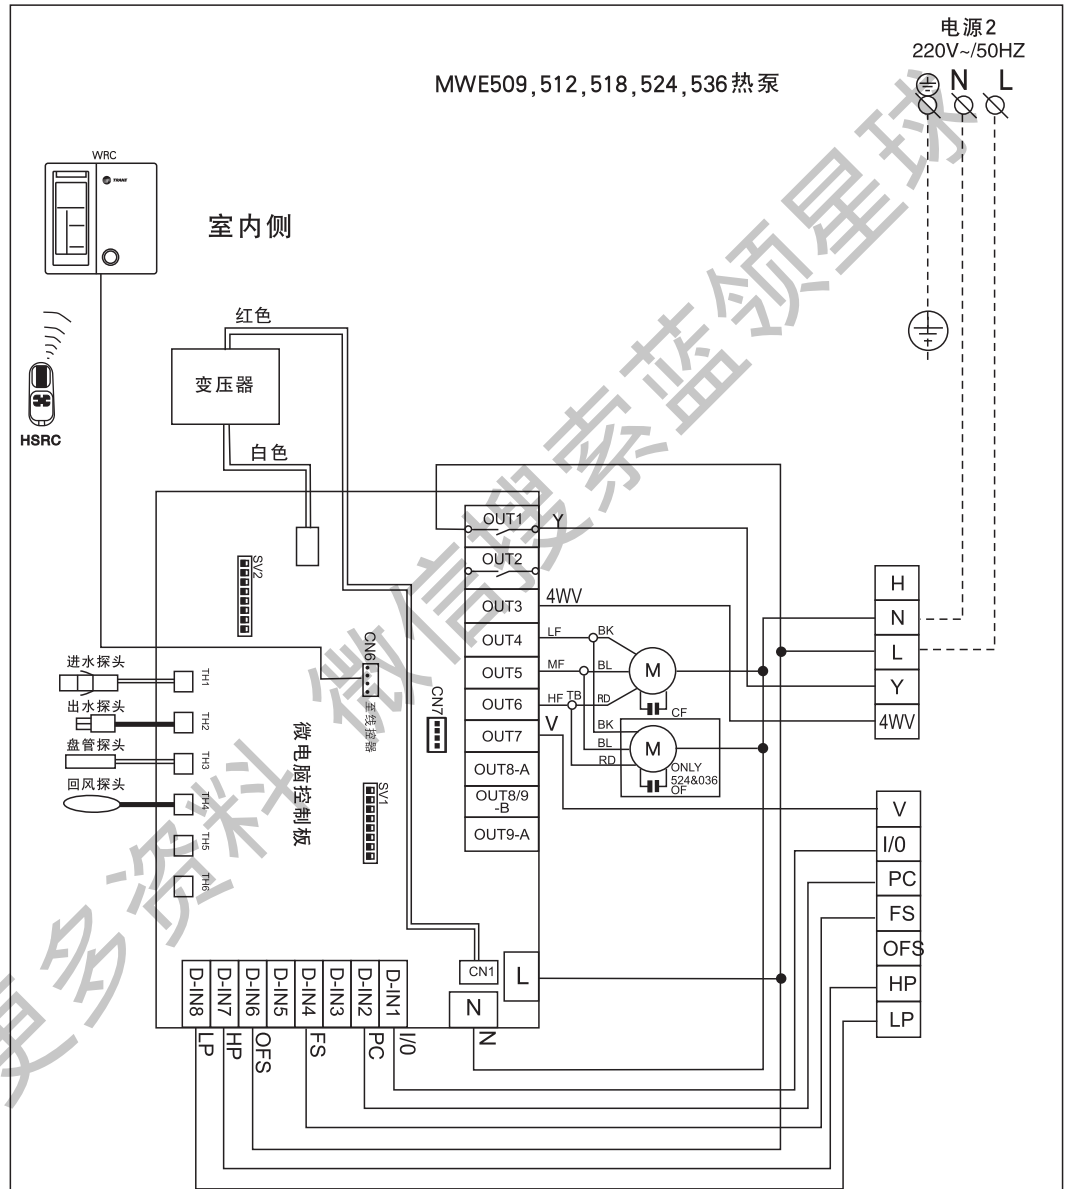 电源2
220V~/50HZ
MWE509,512,518,524,536热泵
N
L
WRC
TRANE
室内侧
红色
变压器
HSRC
白色
OUT1
Y
OUT2
OUT3
4WV
OUT4
LF
BK
OUT5
MF
BL
M
OUT6
HF
TB
RD
CF
OUT7
V
BK
BL
M
RD
ONLY
524&036
OF
OUT8-A
OUT8/9
-B
OUT9-A
SV2
CN6
至线控器
CN7
SV1
微电脑控制板
进水探头
TH1
出水探头
TH2
盘管探头
TH3
回风探头
TH4
TH5
TH6
H
N
L
Y
4WV
V
I/0
PC
FS
OFS
HP
LP
CN1
L
N
N
D-IN8
D-IN7
D-IN6
D-IN5
D-IN4
D-IN3
D-IN2
D-IN1
LP
HP
OFS
FS
PC
I/0
更多资料 微信搜索蓝领星球